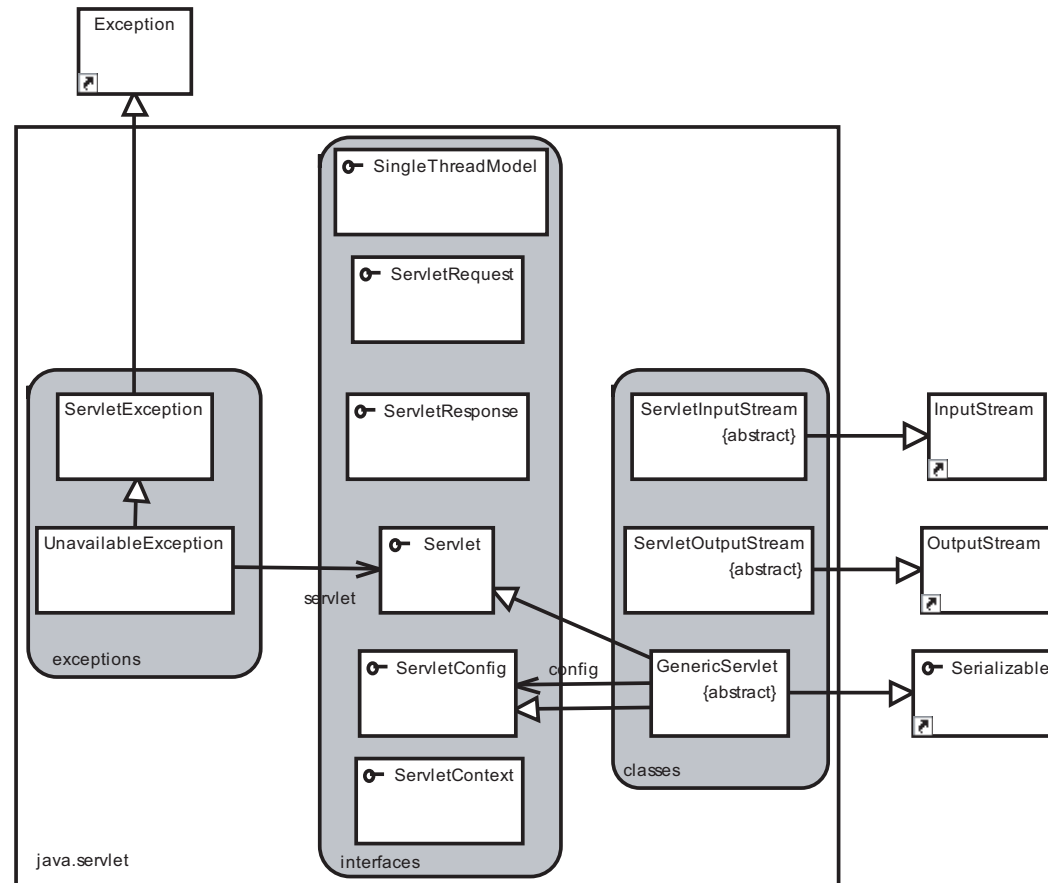 Exception
SingleThreadModel
ServletRequest
ServletException
ServletResponse
ServletInputStream
{abstract}
InputStream
UnavailableException
servlet
Servlet
ServletOutputStream
{abstract}
OutputStream
exceptions
ServletConfig
config
GenericServlet
{abstract}
Serializable
ServletContext
classes
java.servlet
interfaces